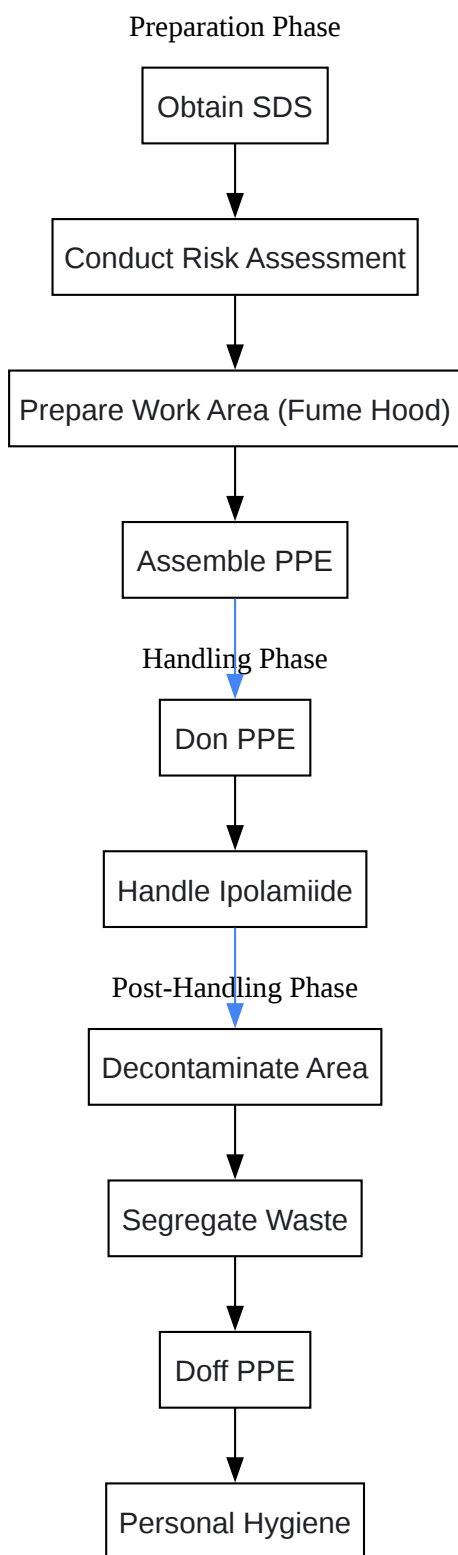 Preparation Phase
Obtain SDS
Conduct Risk Assessment
Prepare Work Area (Fume Hood)
Assemble PPE
Handling Phase
Don PPE
Handle Ipolamiide
Post-Handling Phase
Decontaminate Area
Segregate Waste
Doff PPE
Personal Hygiene